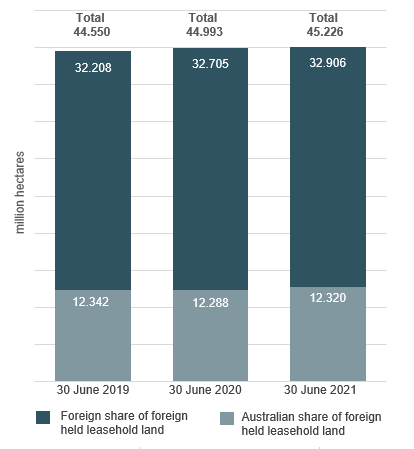 Total
44.550
Total
44.993
Total
45.226
32.208
32.705
32.906
million hectares
12.342
12.288
12.320
30 June 2019
30 June 2020
30 June 2021
Foreign share of foreign
held leasehold land
Australian share of foreign
held leasehold land